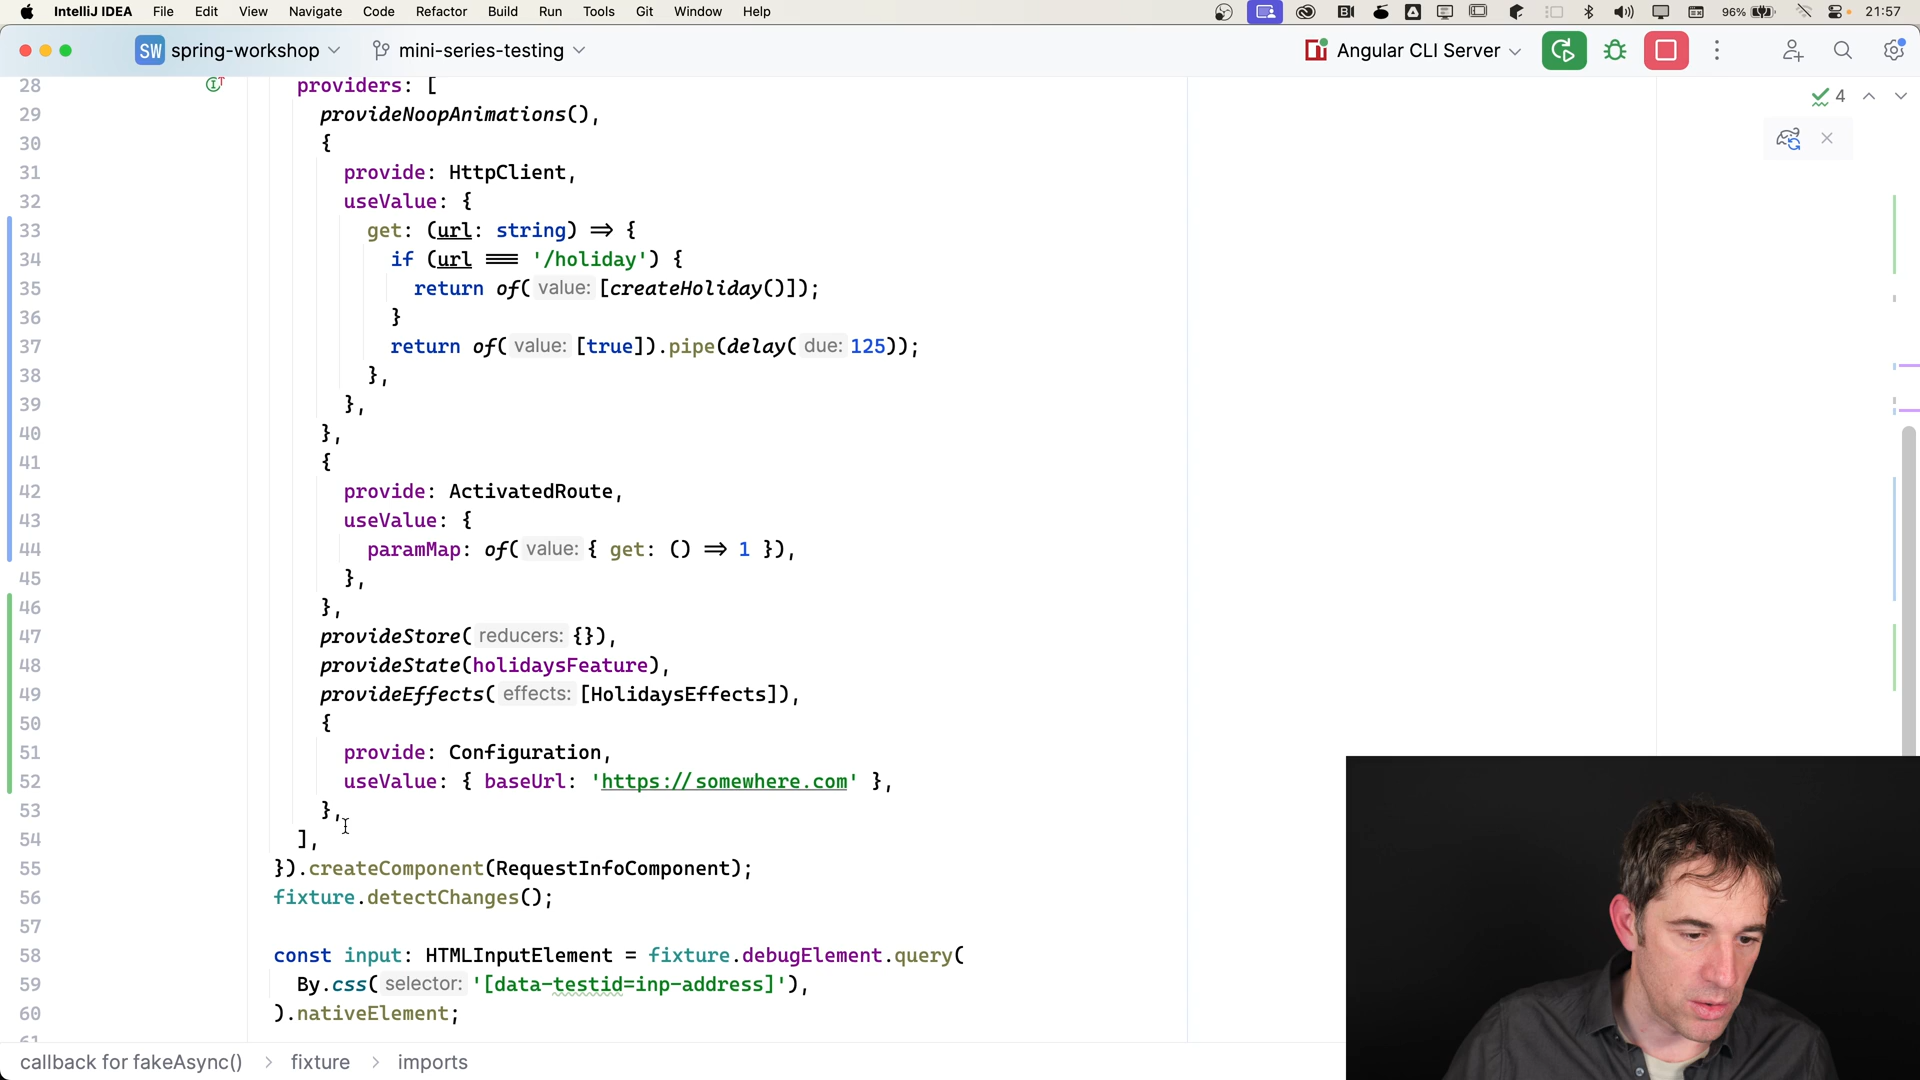 IntelliJ IDEA File Edit View Navigate Code Refactor Build Run Tools Git Window Help 96% 21:57
SW spring-workshop mini-series-testing Angular CLI Server
28 providers: [
29 provideNoopAnimations(),
30 {
31 provide: HttpClient,
32 useValue: {
33 get: (url: string) => {
34 if (url === '/holiday') {
35 return of( value: [createHoliday()]);
36 }
37 return of( value: [true]).pipe(delay( due: 125));
38 },
39 },
40 },
41 {
42 provide: ActivatedRoute,
43 useValue: {
44 paramMap: of( value: { get: () => 1 }),
45 },
46 },
47 provideStore( reducers: {}),
48 provideState(holidaysFeature),
49 provideEffects( effects: [HolidaysEffects]),
50 {
51 provide: Configuration,
52 useValue: { baseUrl: 'https://somewhere.com' },
53 },
54 ],
55 }).createComponent(RequestInfoComponent);
56 fixture.detectChanges();
57
58 const input: HTMLInputElement = fixture.debugElement.query(
59 By.css( selector: '[data-testid=inp-address]'),
60 ).nativeElement;
61
4
callback for fakeAsync() > fixture > imports